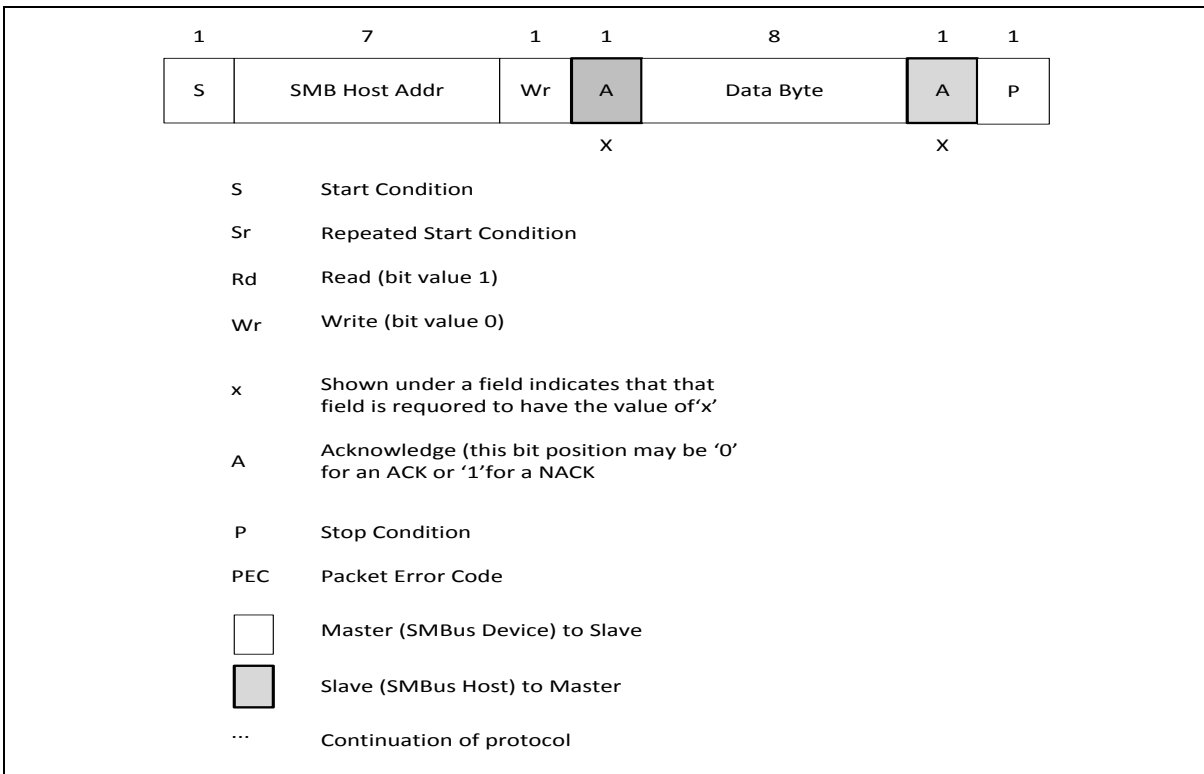 1 7 1 1 8 1 1
S SMB Host Addr Wr A Data Byte A P
X X
S Start Condition
Sr Repeated Start Condition
Rd Read (bit value 1)
Wr Write (bit value 0)
x Shown under a field indicates that that
field is requored to have the value of‘x’
A Acknowledge (this bit position may be ‘0’
for an ACK or ‘1’for a NACK
P Stop Condition
PEC Packet Error Code
Master (SMBus Device) to Slave
Slave (SMBus Host) to Master
... Continuation of protocol